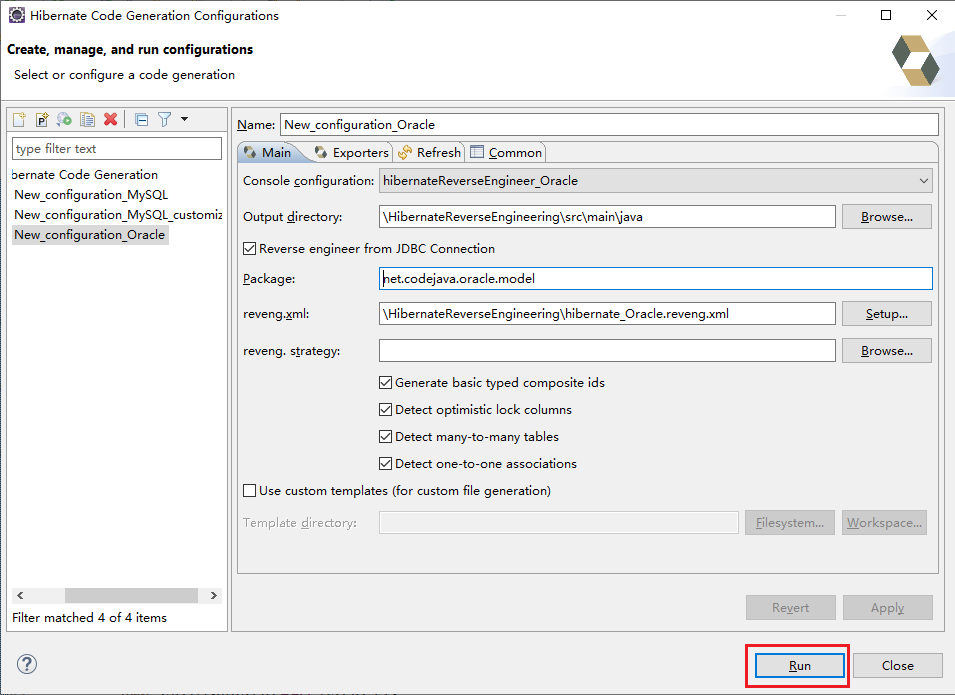 Hibernate Code Generation Configurations
Create, manage, and run configurations
Select or configure a code generation
type filter text
bernate Code Generation
New_configuration_MySQL
New_configuration_MySQL_customiz
New_configuration_Oracle
Filter matched 4 of 4 items
Name: New_configuration_Oracle
Main Exporters Refresh Common
Console configuration: hibernateReverseEngineer_Oracle
Output directory: \HibernateReverseEngineering\src\main\java Browse...
Reverse engineer from JDBC Connection
Package: net.codejava.oracle.model
reveng.xml: \HibernateReverseEngineering\hibernate_Oracle.reveng.xml Setup...
reveng. strategy: Browse...
Generate basic typed composite ids
Detect optimistic lock columns
Detect many-to-many tables
Detect one-to-one associations
Use custom templates (for custom file generation)
Template directory: Filesystem... Workspace...
Revert Apply
Run Close